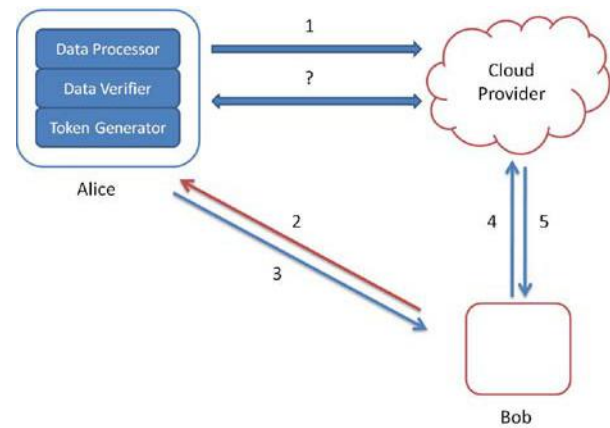 1
Data Processor
Data Verifier
Token Generator
?
Cloud
Provider
Alice
2
3
4
5
Bob